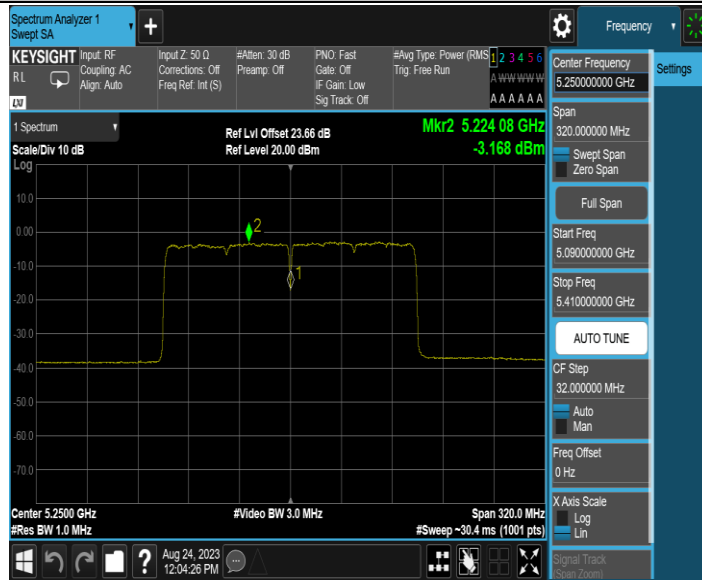 Spectrum Analyzer 1
Swept SA
+
Frequency
KEYSIGHT
RL
LXI
Input: RF
Coupling: AC
Align: Auto
Input Z: 50 Ω
Corrections: Off
Freq Ref: Int (S)
#Atten: 30 dB
Preamp: Off
PNO: Fast
Gate: Off
IF Gain: Low
Sig Track: Off
#Avg Type: Power (RMS
Trig: Free Run
1 2 3 4 5 6
A W W W W W
A A A A A A
1 Spectrum
Scale/Div 10 dB
Log
Ref Lvl Offset 23.66 dB
Ref Level 20.00 dBm
Mkr2 5.224 08 GHz
-3.168 dBm
10.0
0.00
-10.0
-20.0
-30.0
-40.0
-50.0
-60.0
-70.0
2
1
Center 5.2500 GHz
#Res BW 1.0 MHz
#Video BW 3.0 MHz
Span 320.0 MHz
#Sweep ~30.4 ms (1001 pts)
Aug 24, 2023
12:04:26 PM
Settings
Center Frequency
5.250000000 GHz
Span
320.000000 MHz
Swept Span
Zero Span
Full Span
Start Freq
5.090000000 GHz
Stop Freq
5.410000000 GHz
AUTO TUNE
CF Step
32.000000 MHz
Auto
Man
Freq Offset
0 Hz
X Axis Scale
Log
Lin
Signal Track
(Span Zoom)